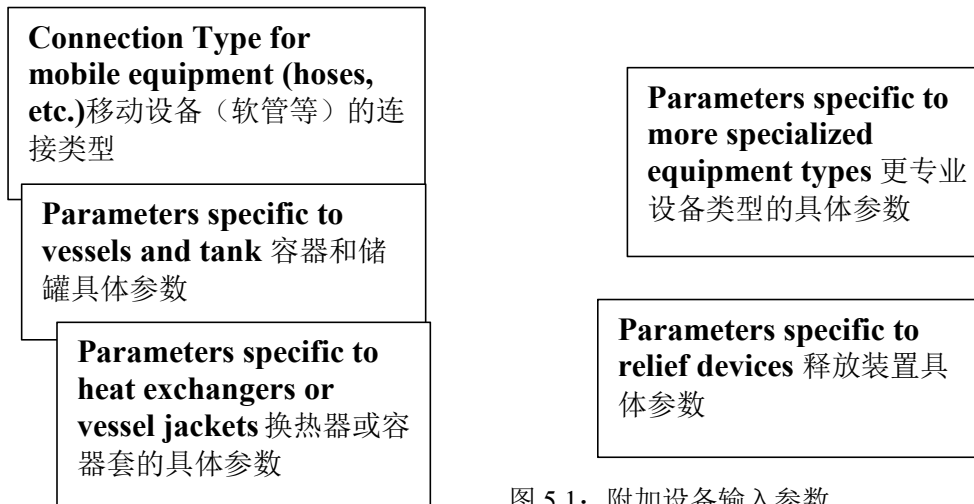 Connection Type for
mobile equipment (hoses,
etc.)移动设备（软管等）的连
接类型
Parameters specific to
vessels and tank 容器和储
罐具体参数
Parameters specific to
heat exchangers or
vessel jackets 换热器或容
器套的具体参数
Parameters specific to
more specialized
equipment types 更专业
设备类型的具体参数
Parameters specific to
relief devices 释放装置具
体参数
图 5.1：附加设备输入参数